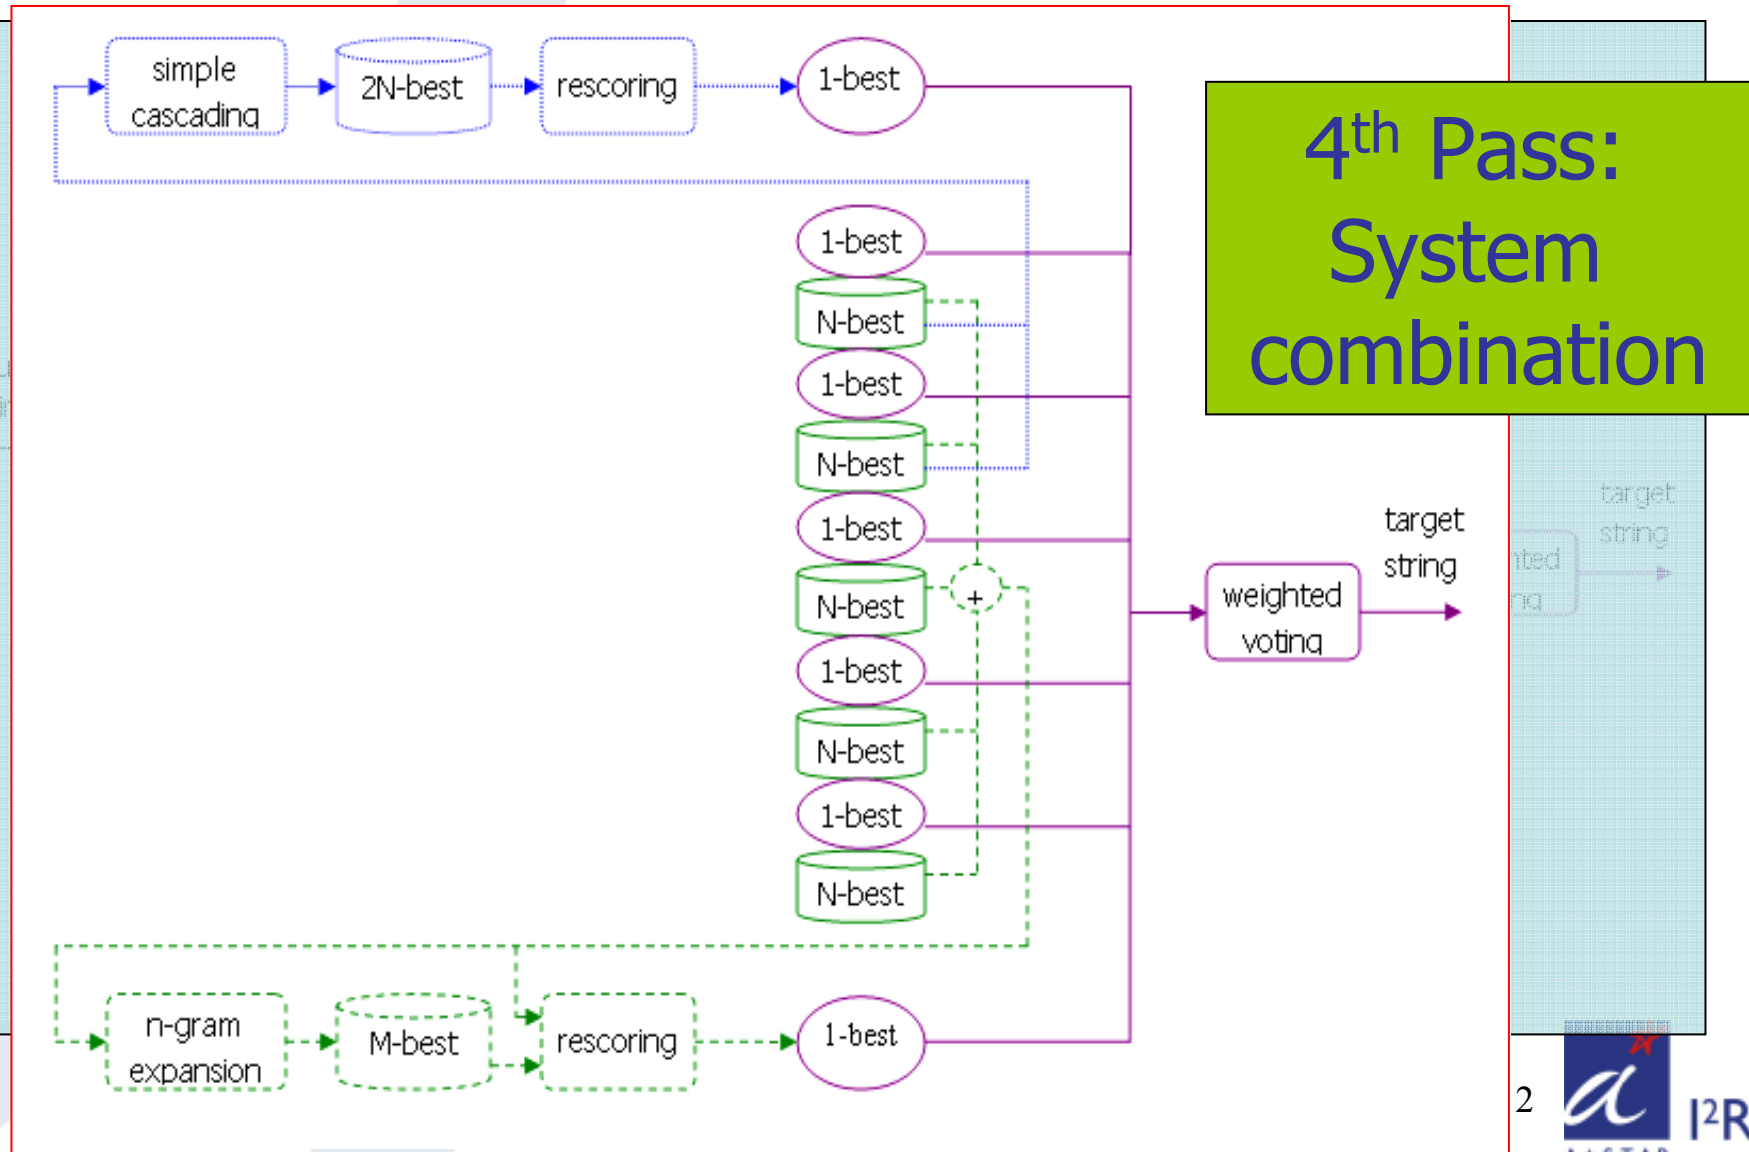 simple
cascading
2N-best
rescoring
1-best
4th Pass:
System
combination
1-best
N-best
1-best
N-best
1-best
N-best
+
1-best
N-best
1-best
N-best
weighted
voting
target
string
target
string
n-gram
expansion
M-best
rescoring
1-best
2
I²R